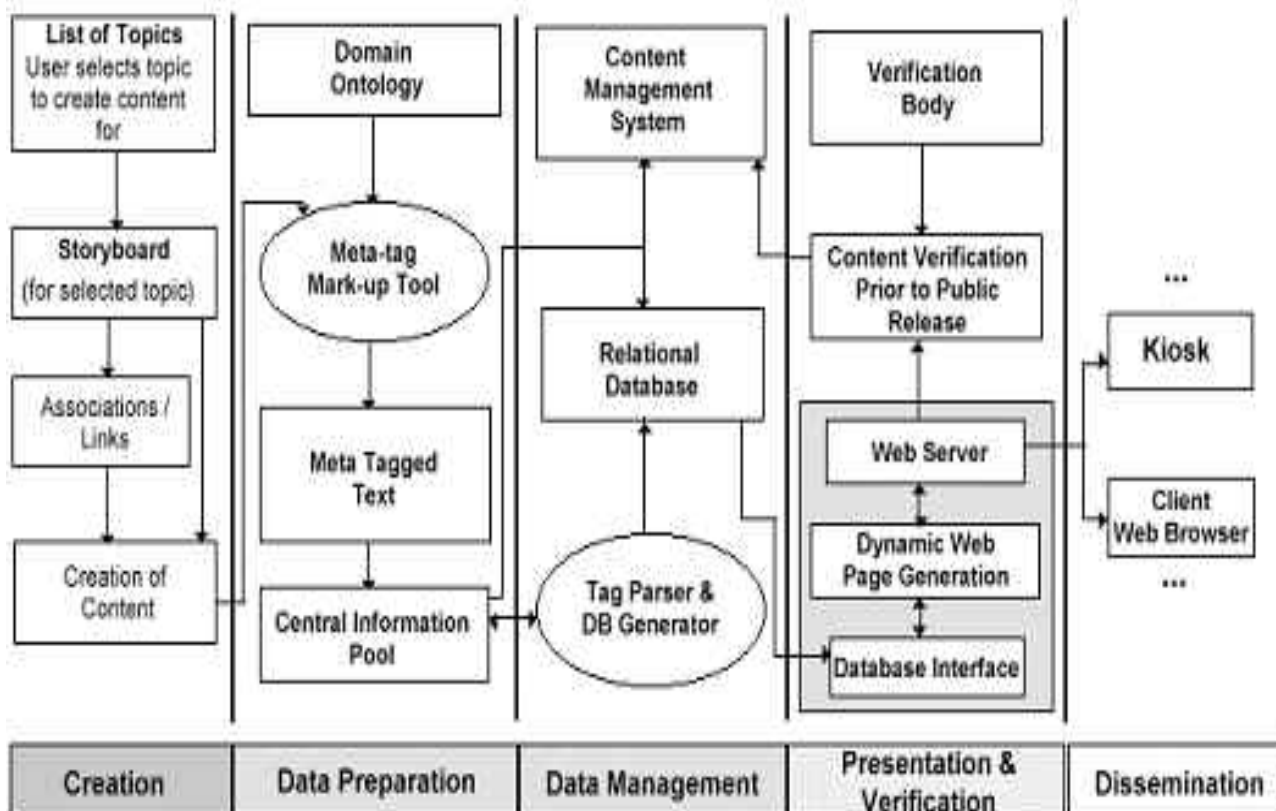 List of Topics
User selects topic
to create content
for
Storyboard
(for selected topic)
Associations /
Links
Creation of
Content
Domain
Ontology
Meta-tag
Mark-up Tool
Meta Tagged
Text
Central Information
Pool
Content
Management
System
Relational
Database
Tag Parser &
DB Generator
Verification
Body
Content Verification
Prior to Public
Release
Web Server
Dynamic Web
Page Generation
Database Interface
...
Kiosk
Client
Web Browser
...
Creation
Data Preparation
Data Management
Presentation &
Verification
Dissemination